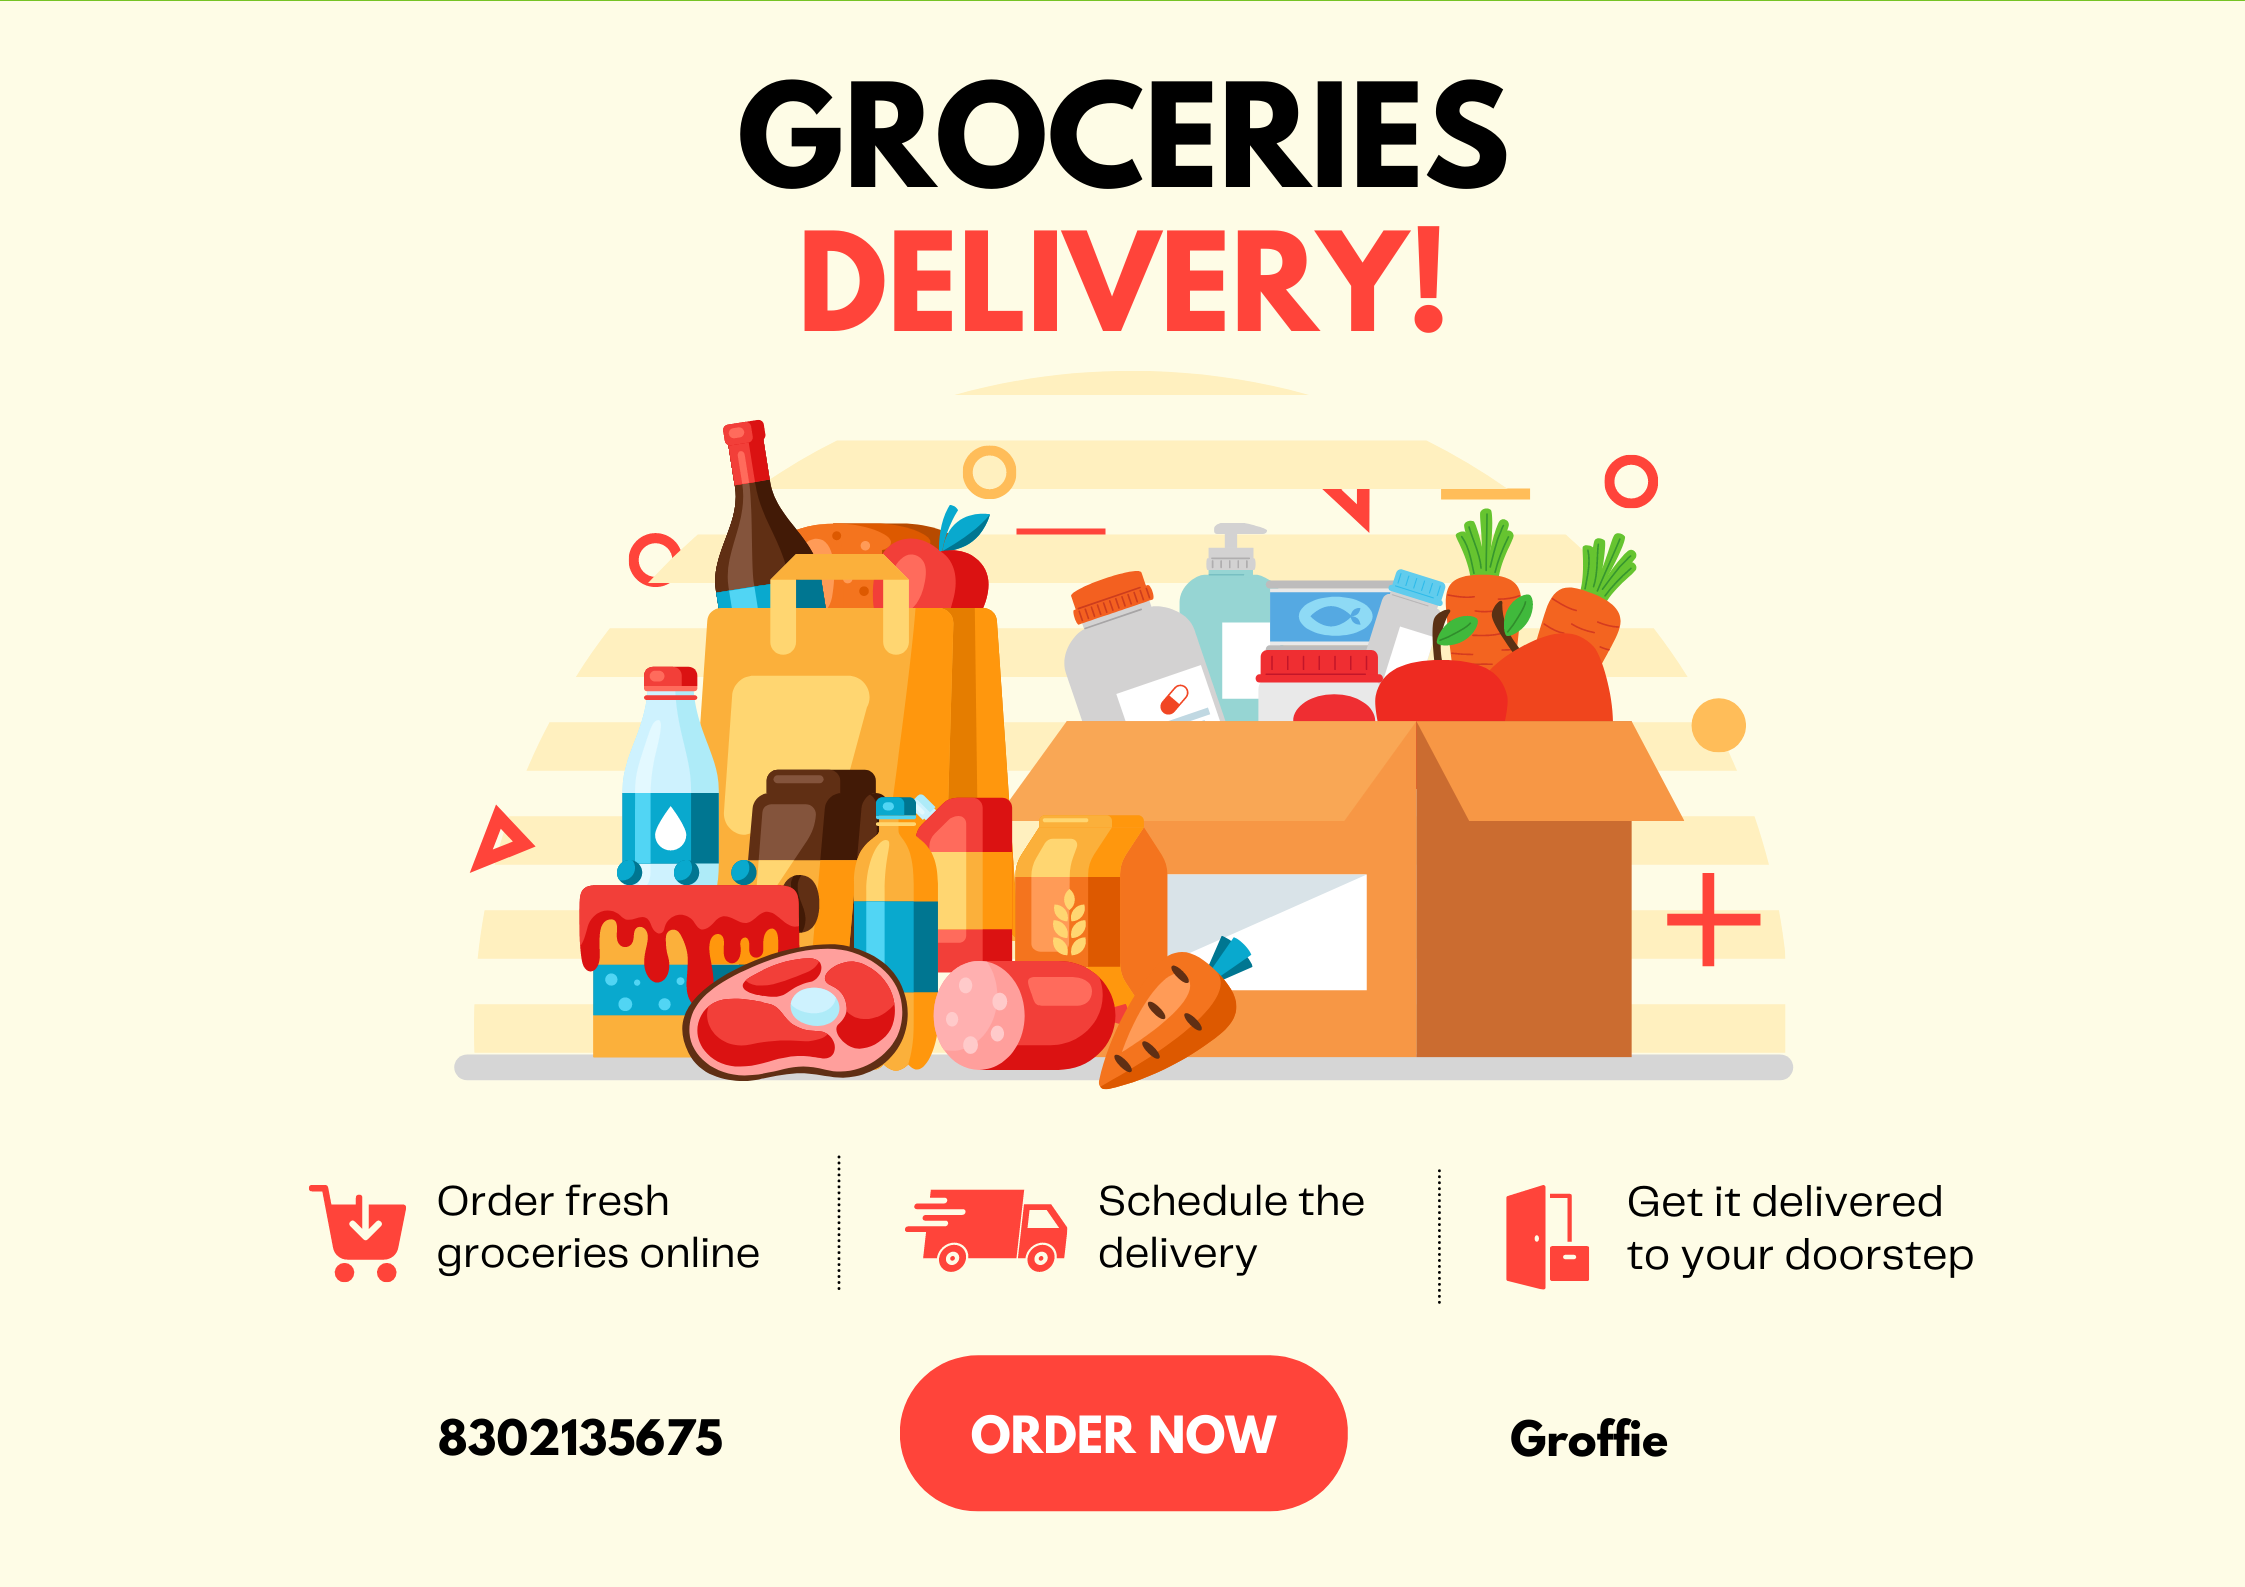 GROCERIES
DELIVERY!
Order fresh
groceries online
Schedule the
delivery
Get it delivered
to your doorstep
8302135675
ORDER NOW
Groffie